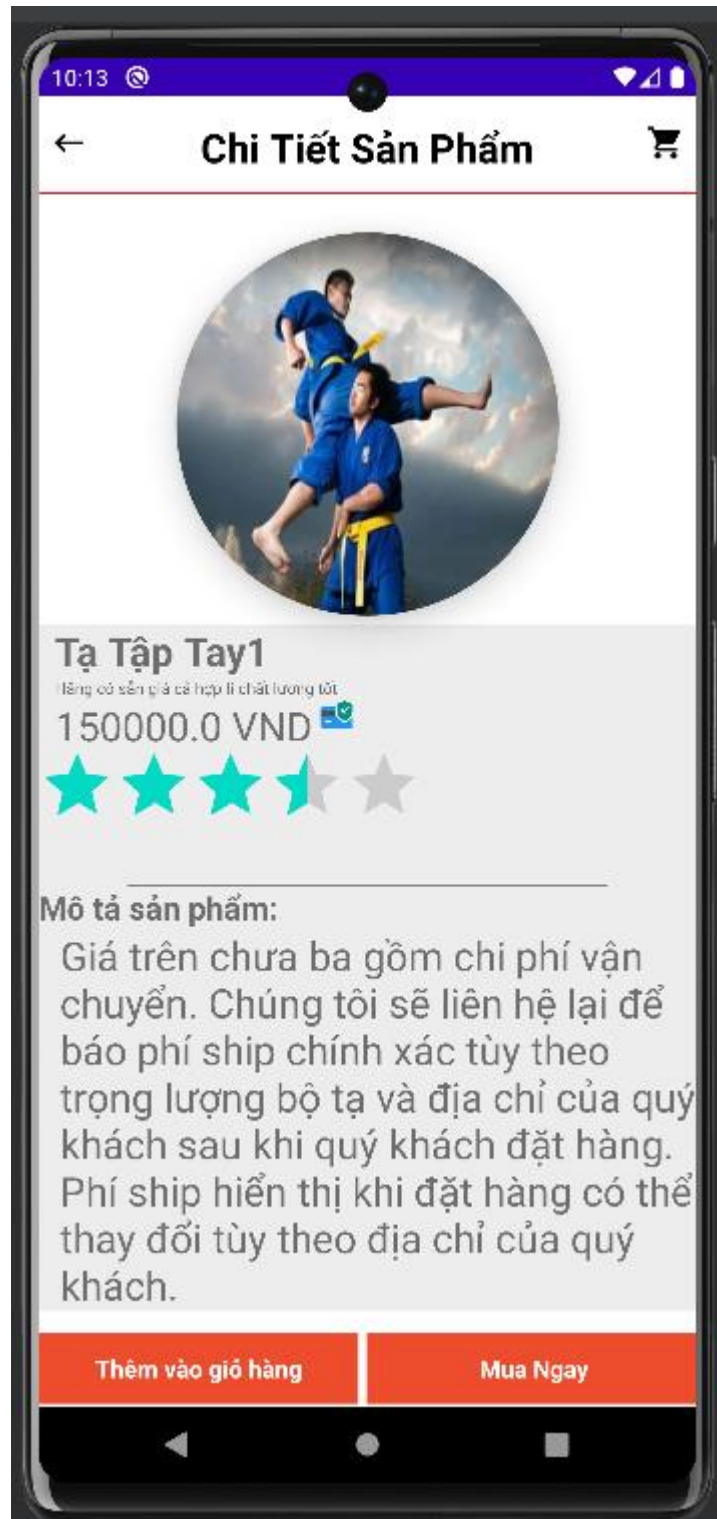 10:13
Chi Tiết Sản Phẩm
Tạ Tập Tay1
Hãng có sẵn giá cả hợp lí chất lượng tốt
150000.0 VND
Mô tả sản phẩm:
Giá trên chưa ba gồm chi phí vận
chuyển. Chúng tôi sẽ liên hệ lại để
báo phí ship chính xác tùy theo
trọng lượng bộ tạ và địa chỉ của quý
khách sau khi quý khách đặt hàng.
Phí ship hiển thị khi đặt hàng có thể
thay đổi tùy theo địa chỉ của quý
khách.
Thêm vào giỏ hàng
Mua Ngay